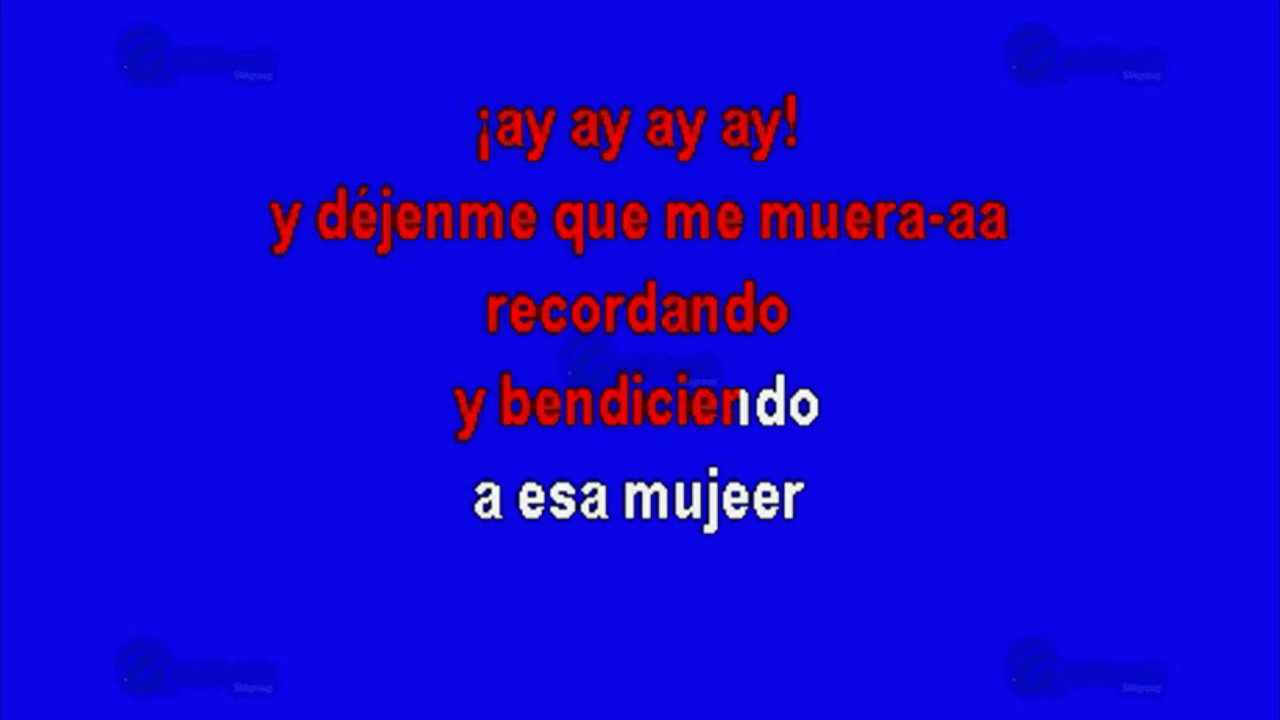 ¡ay ay ay ay!
y déjenme que me muera-aa
recordando
y bendiciendo
a esa mujeer